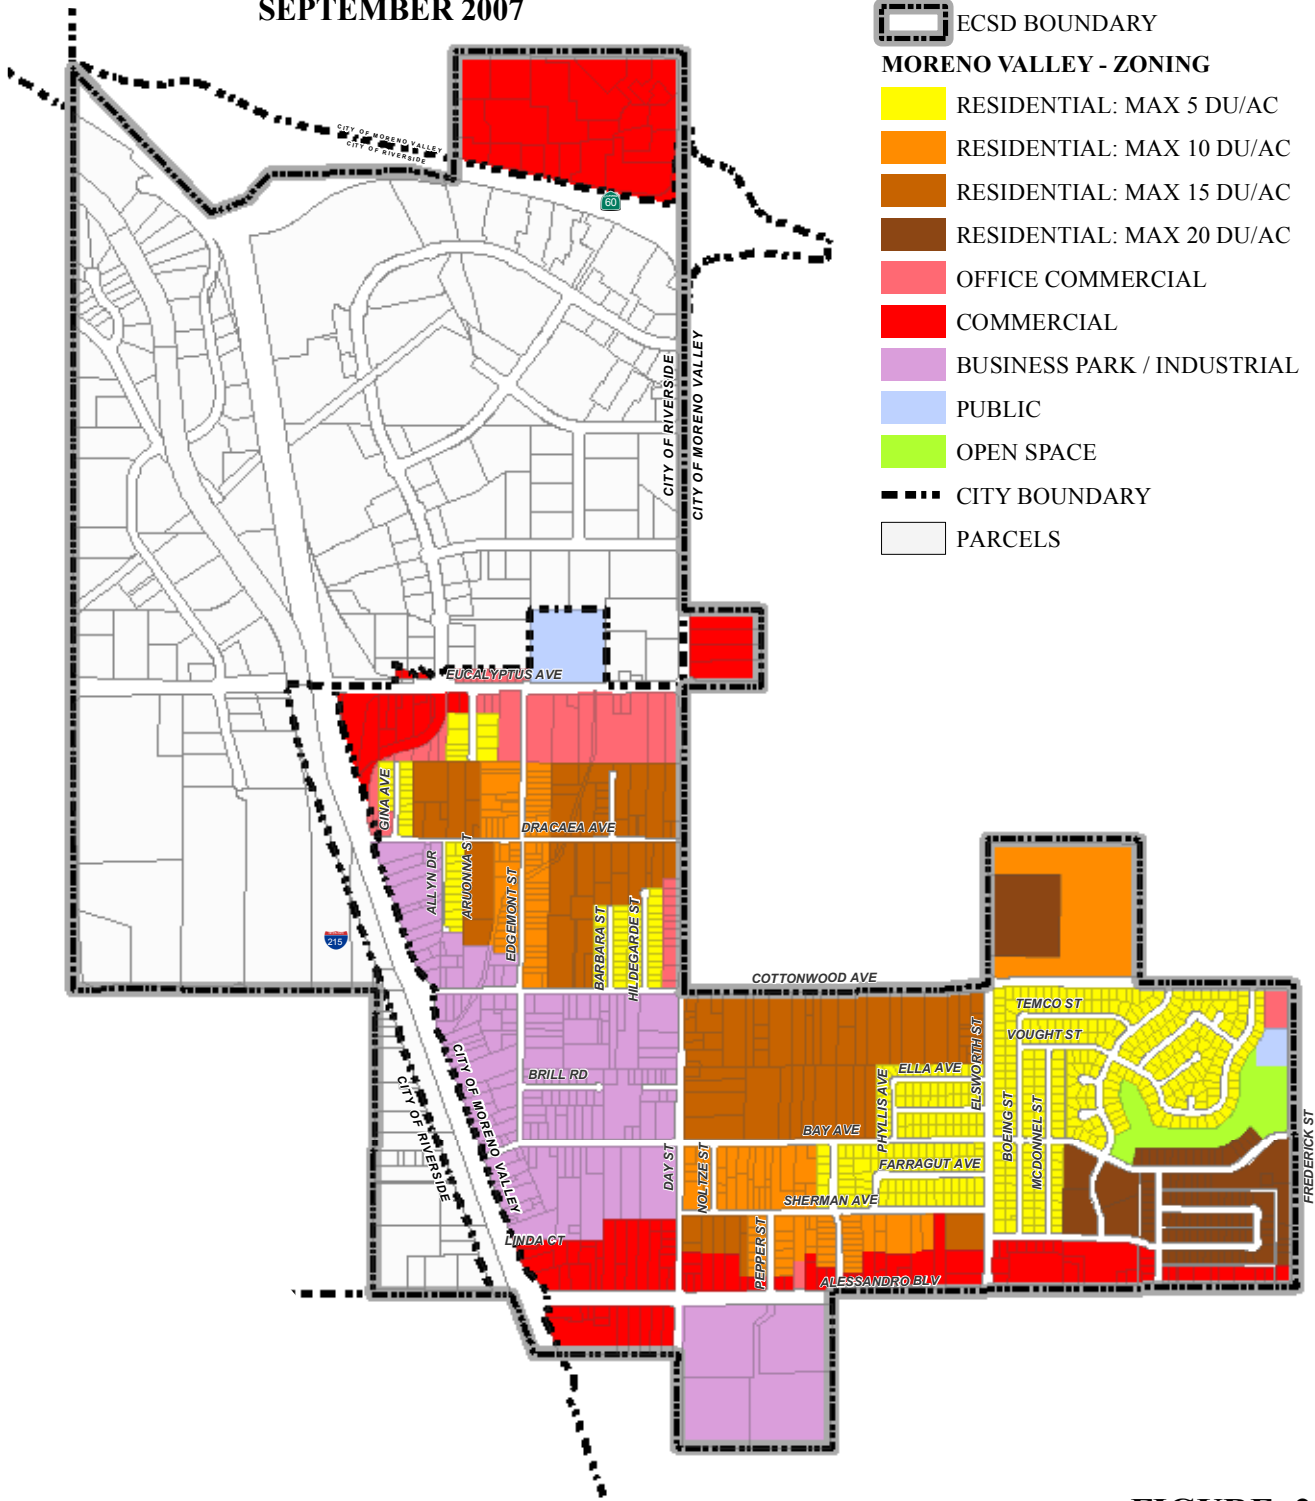 SEPTEMBER 2007
ECSD BOUNDARY
MORENO VALLEY - ZONING
RESIDENTIAL: MAX 5 DU/AC
RESIDENTIAL: MAX 10 DU/AC
RESIDENTIAL: MAX 15 DU/AC
RESIDENTIAL: MAX 20 DU/AC
OFFICE COMMERCIAL
COMMERCIAL
BUSINESS PARK / INDUSTRIAL
PUBLIC
OPEN SPACE
CITY BOUNDARY
PARCELS
CITY OF MORENO VALLEY
CITY OF RIVERSIDE
60
CITY OF RIVERSIDE
CITY OF MORENO VALLEY
EUCALYPTUS AVE
GINA AVE
DRACAEA AVE
ALLYN DR
ARUONNA ST
EDGEMONT ST
BARBARA ST
HILDEGARDE ST
215
COTTONWOOD AVE
TEMCO ST
VOUGHT ST
ELSWORTH ST
ELLA AVE
PHYLLIS AVE
BOEING ST
MCDONNEL ST
BRILL RD
CITY OF MORENO VALLEY
CITY OF RIVERSIDE
BAY AVE
FARRAGUT AVE
DAY ST
NOLTZE ST
SHERMAN AVE
FREDERICK ST
PEPPER ST
LINDA CT
ALESSANDRO BLV